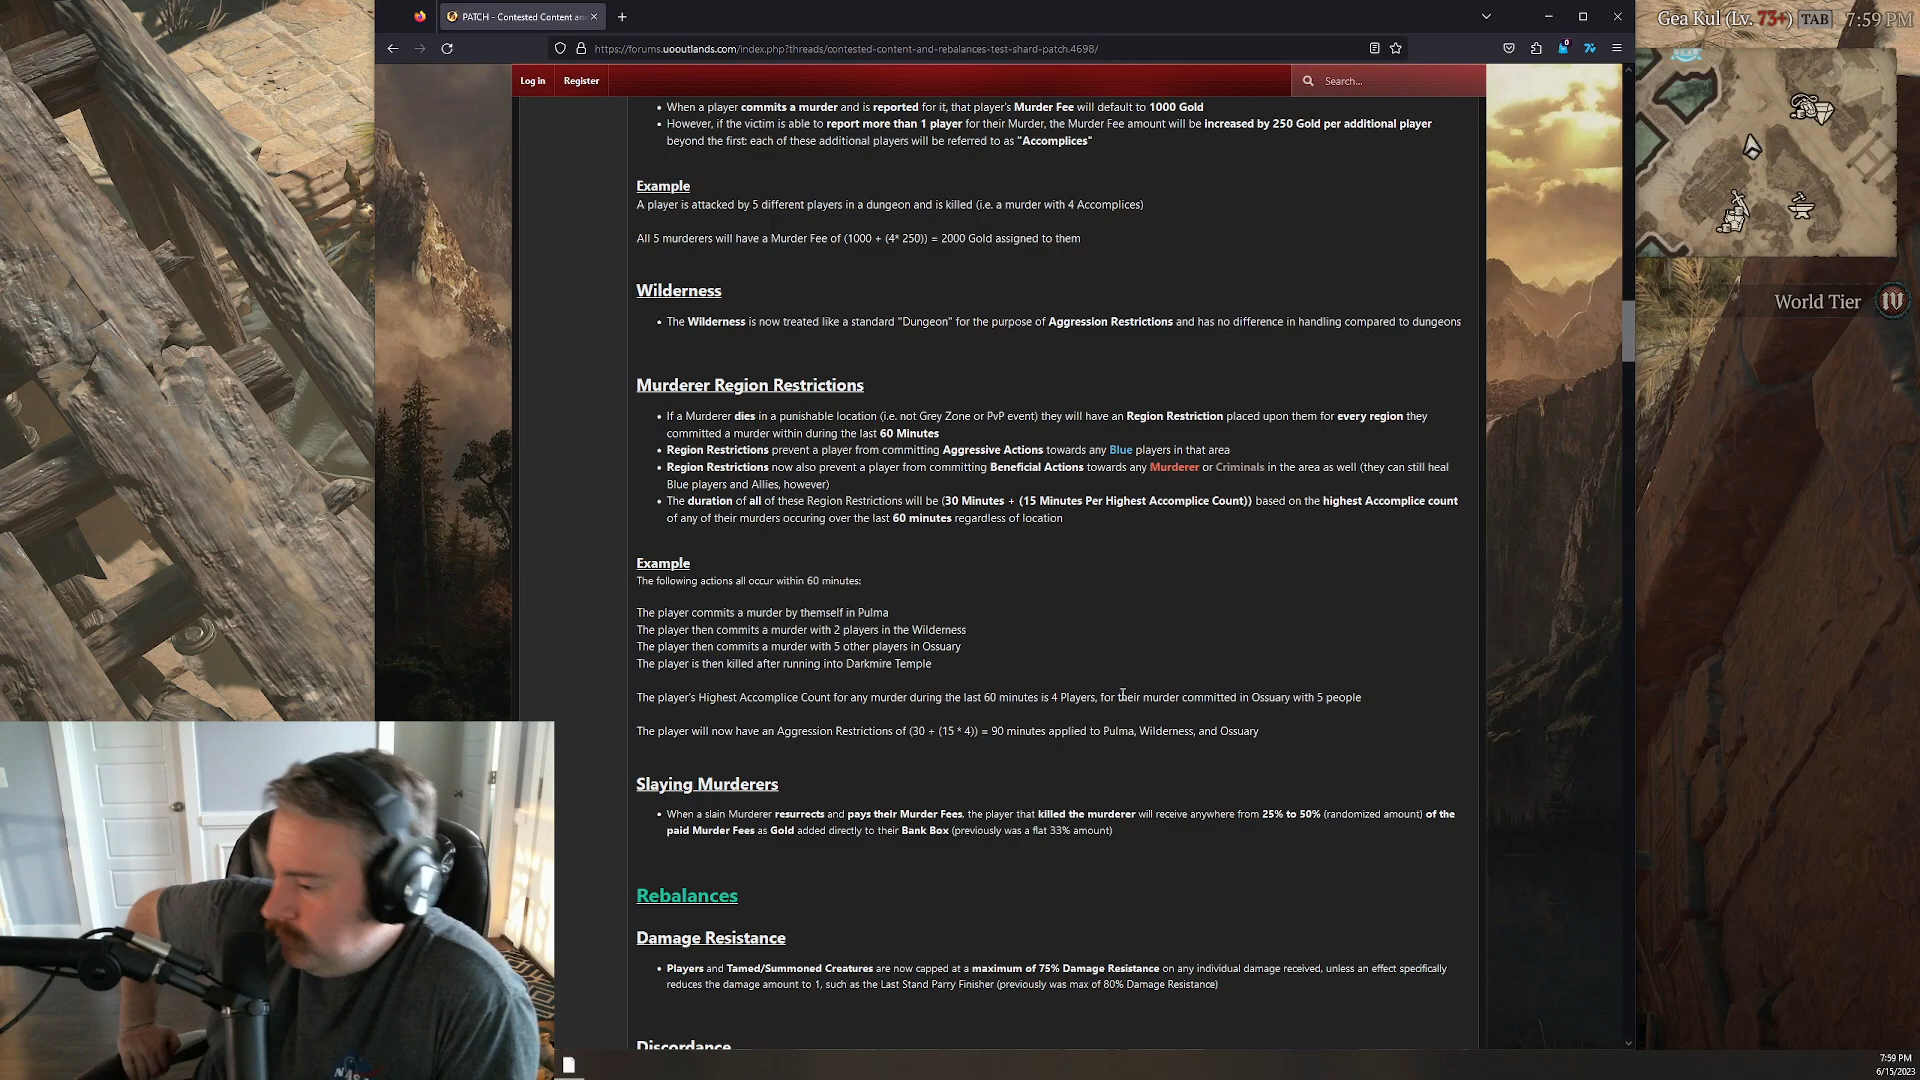 PATCH - Contested Content an
https://forums.uooutlands.com/index.php?threads/contested-content-and-rebalances-test-shard-patch.4698/
0
Gea Kul (Lv. 73+) TAB 7:59 PM
Log in Register Search...
When a player commits a murder and is reported for it, that player's Murder Fee will default to 1000 Gold
However, if the victim is able to report more than 1 player for their Murder, the Murder Fee amount will be increased by 250 Gold per additional player
beyond the first: each of these additional players will be referred to as "Accomplices"
Example
A player is attacked by 5 different players in a dungeon and is killed (i.e. a murder with 4 Accomplices)
All 5 murderers will have a Murder Fee of (1000 + (4* 250)) = 2000 Gold assigned to them
Wilderness
The Wilderness is now treated like a standard "Dungeon" for the purpose of Aggression Restrictions and has no difference in handling compared to dungeons
World Tier IV
Murderer Region Restrictions
If a Murderer dies in a punishable location (i.e. not Grey Zone or PvP event) they will have an Region Restriction placed upon them for every region they
committed a murder within during the last 60 Minutes
Region Restrictions prevent a player from committing Aggressive Actions towards any Blue players in that area
Region Restrictions now also prevent a player from committing Beneficial Actions towards any Murderer or Criminals in the area as well (they can still heal
Blue players and Allies, however)
The duration of all of these Region Restrictions will be (30 Minutes + (15 Minutes Per Highest Accomplice Count)) based on the highest Accomplice count
of any of their murders occuring over the last 60 minutes regardless of location
Example
The following actions all occur within 60 minutes:
The player commits a murder by themself in Pulma
The player then commits a murder with 2 players in the Wilderness
The player then commits a murder with 5 other players in Ossuary
The player is then killed after running into Darkmire Temple
The player's Highest Accomplice Count for any murder during the last 60 minutes is 4 Players, for their murder committed in Ossuary with 5 people
The player will now have an Aggression Restrictions of (30 + (15 * 4)) = 90 minutes applied to Pulma, Wilderness, and Ossuary
Slaying Murderers
When a slain Murderer resurrects and pays their Murder Fees, the player that killed the murderer will receive anywhere from 25% to 50% (randomized amount) of the
paid Murder Fees as Gold added directly to their Bank Box (previously was a flat 33% amount)
Rebalances
Damage Resistance
Players and Tamed/Summoned Creatures are now capped at a maximum of 75% Damage Resistance on any individual damage received, unless an effect specifically
reduces the damage amount to 1, such as the Last Stand Parry Finisher (previously was max of 80% Damage Resistance)
Discordance
NASA
7:59 PM
6/15/2023